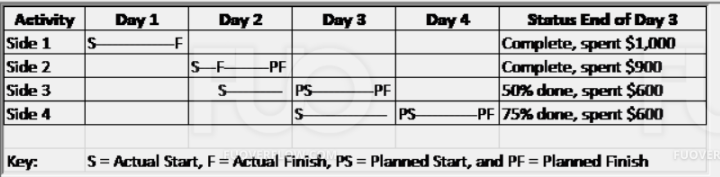 Activity Day 1 Day 2 Day 3 Day 4 Status End of Day 3
Side 1 S F Complete, spent $1,000
Side 2 S F PF Complete, spent $900
Side 3 S PS PF 50% done, spent $600
Side 4 S PS PF 75% done, spent $600
Key: S = Actual Start, F = Actual Finish, PS = Planned Start, and PF = Planned Finish